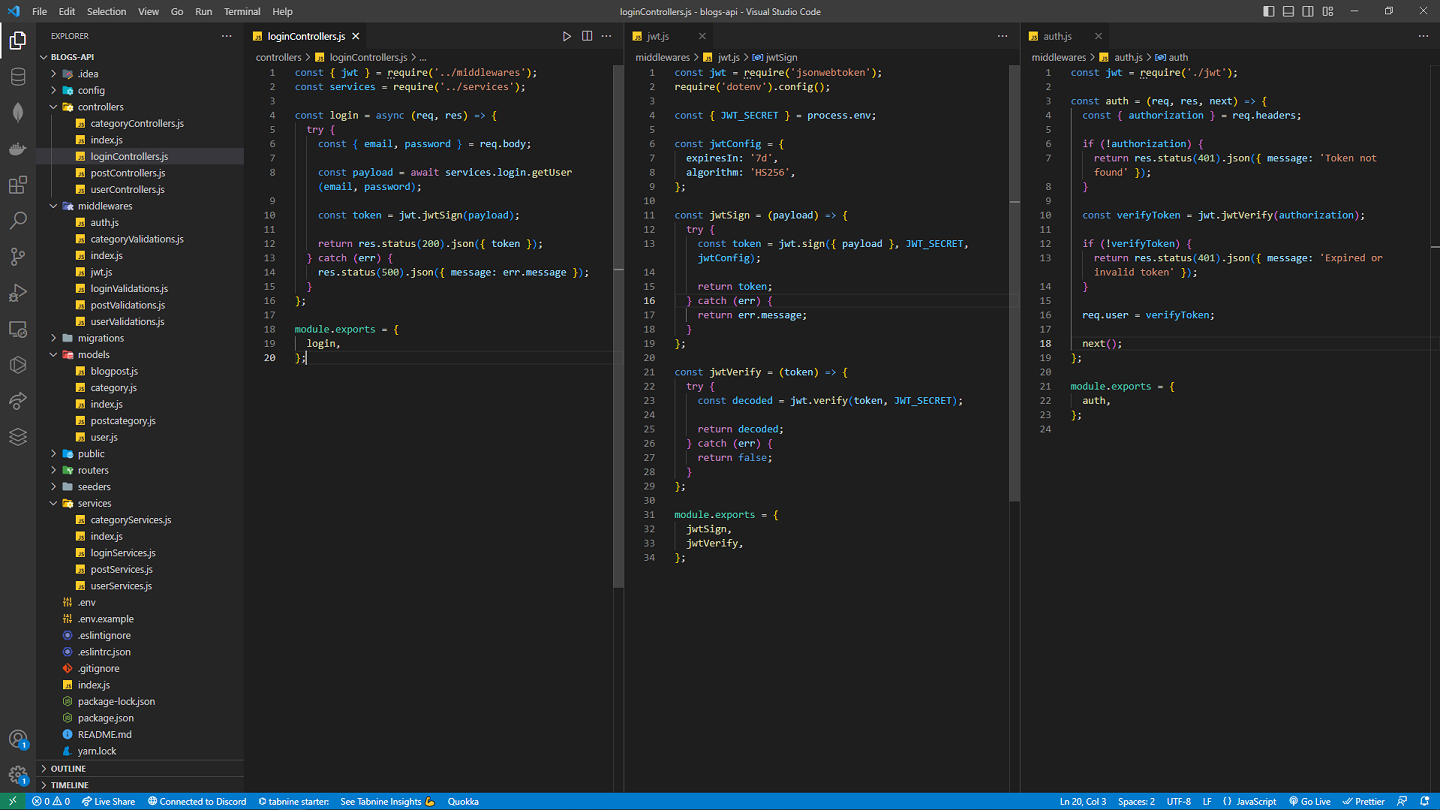 File Edit Selection View Go Run Terminal Help
loginControllers.js - blogs-api - Visual Studio Code
EXPLORER
BLOGS-API
.idea
config
controllers
categoryControllers.js
index.js
loginControllers.js
postControllers.js
userControllers.js
middlewares
auth.js
categoryValidations.js
index.js
jwt.js
loginValidations.js
postValidations.js
userValidations.js
migrations
models
blogpost.js
category.js
index.js
postcategory.js
user.js
public
routers
seeders
services
categoryServices.js
index.js
loginServices.js
postServices.js
userServices.js
.env
.env.example
.eslintignore
.eslintrc.json
.gitignore
index.js
package-lock.json
package.json
README.md
yarn.lock
OUTLINE
TIMELINE
1
1
loginControllers.js
controllers > loginControllers.js > ...
1 const { jwt } = require('../middlewares');
2 const services = require('../services');
3
4 const login = async (req, res) => {
5 try {
6 const { email, password } = req.body;
7
8 const payload = await services.login.getUser
(email, password);
9
10 const token = jwt.jwtSign(payload);
11
12 return res.status(200).json({ token });
13 } catch (err) {
14 res.status(500).json({ message: err.message });
15 }
16 };
17
18 module.exports = {
19 login,
20 };
jwt.js
middlewares > jwt.js > jwtSign
1 const jwt = require('jsonwebtoken');
2 require('dotenv').config();
3
4 const { JWT_SECRET } = process.env;
5
6 const jwtConfig = {
7 expiresIn: '7d',
8 algorithm: 'HS256',
9 };
10
11 const jwtSign = (payload) => {
12 try {
13 const token = jwt.sign({ payload }, JWT_SECRET,
jwtConfig);
14
15 return token;
16 } catch (err) {
17 return err.message;
18 }
19 };
20
21 const jwtVerify = (token) => {
22 try {
23 const decoded = jwt.verify(token, JWT_SECRET);
24
25 return decoded;
26 } catch (err) {
27 return false;
28 }
29 };
30
31 module.exports = {
32 jwtSign,
33 jwtVerify,
34 };
auth.js
middlewares > auth.js > auth
1 const jwt = require('./jwt');
2
3 const auth = (req, res, next) => {
4 const { authorization } = req.headers;
5
6 if (!authorization) {
7 return res.status(401).json({ message: 'Token not
found' });
8 }
9
10 const verifyToken = jwt.jwtVerify(authorization);
11
12 if (!verifyToken) {
13 return res.status(401).json({ message: 'Expired or
invalid token' });
14 }
15
16 req.user = verifyToken;
17
18 next();
19 };
20
21 module.exports = {
22 auth,
23 };
24
0 0 Live Share Connected to Discord tabnine starter: See Tabnine Insights 💪 Quokka
Ln 20, Col 3 Spaces: 2 UTF-8 LF {} JavaScript Go Live Prettier